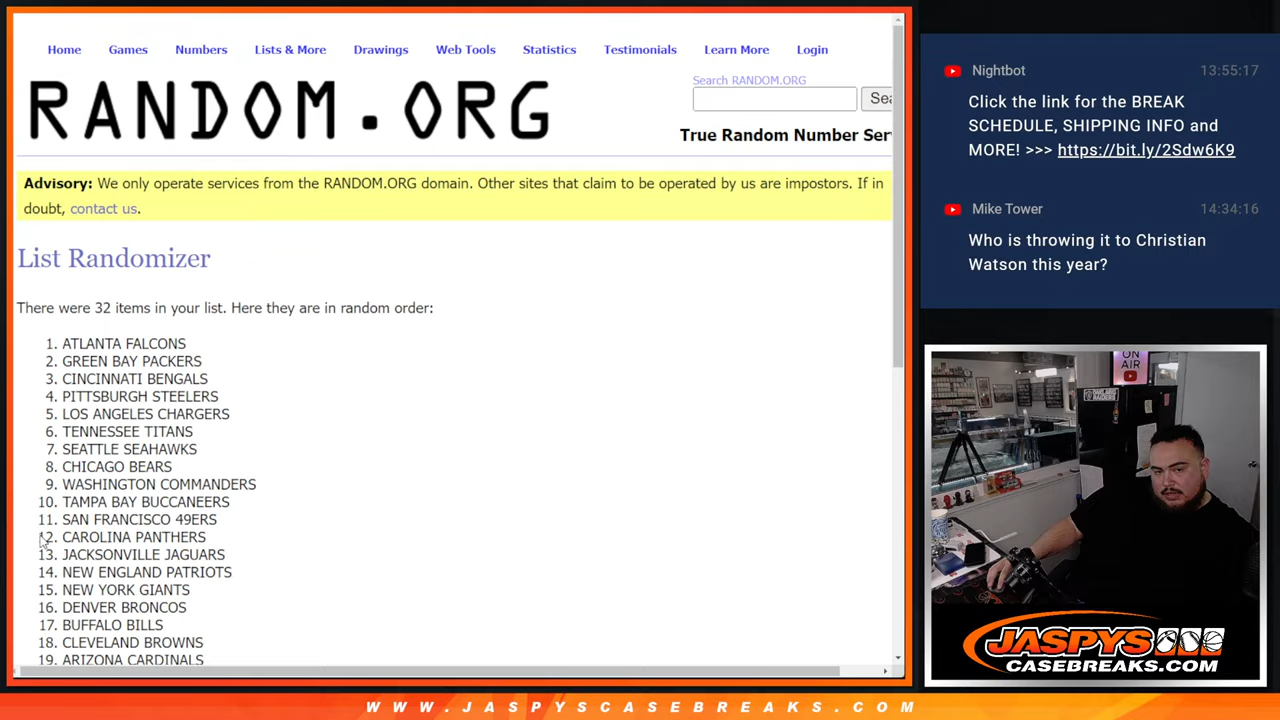 Home Games Numbers Lists & More Drawings Web Tools Statistics Testimonials Learn More Login
RANDOM.ORG
Search RANDOM.ORG
Sea
True Random Number Ser
Advisory: We only operate services from the RANDOM.ORG domain. Other sites that claim to be operated by us are impostors. If in
doubt, contact us.
List Randomizer
There were 32 items in your list. Here they are in random order:
1. ATLANTA FALCONS
2. GREEN BAY PACKERS
3. CINCINNATI BENGALS
4. PITTSBURGH STEELERS
5. LOS ANGELES CHARGERS
6. TENNESSEE TITANS
7. SEATTLE SEAHAWKS
8. CHICAGO BEARS
9. WASHINGTON COMMANDERS
10. TAMPA BAY BUCCANEERS
11. SAN FRANCISCO 49ERS
12. CAROLINA PANTHERS
13. JACKSONVILLE JAGUARS
14. NEW ENGLAND PATRIOTS
15. NEW YORK GIANTS
16. DENVER BRONCOS
17. BUFFALO BILLS
18. CLEVELAND BROWNS
19. ARIZONA CARDINALS
Nightbot 13:55:17
Click the link for the BREAK
SCHEDULE, SHIPPING INFO and
MORE! >>> https://bit.ly/2Sdw6K9
Mike Tower 14:34:16
Who is throwing it to Christian
Watson this year?
ON
AIR
JASPYS
CASEBREAKS.COM
WWW.JASPYSCASEBREAKS.COM